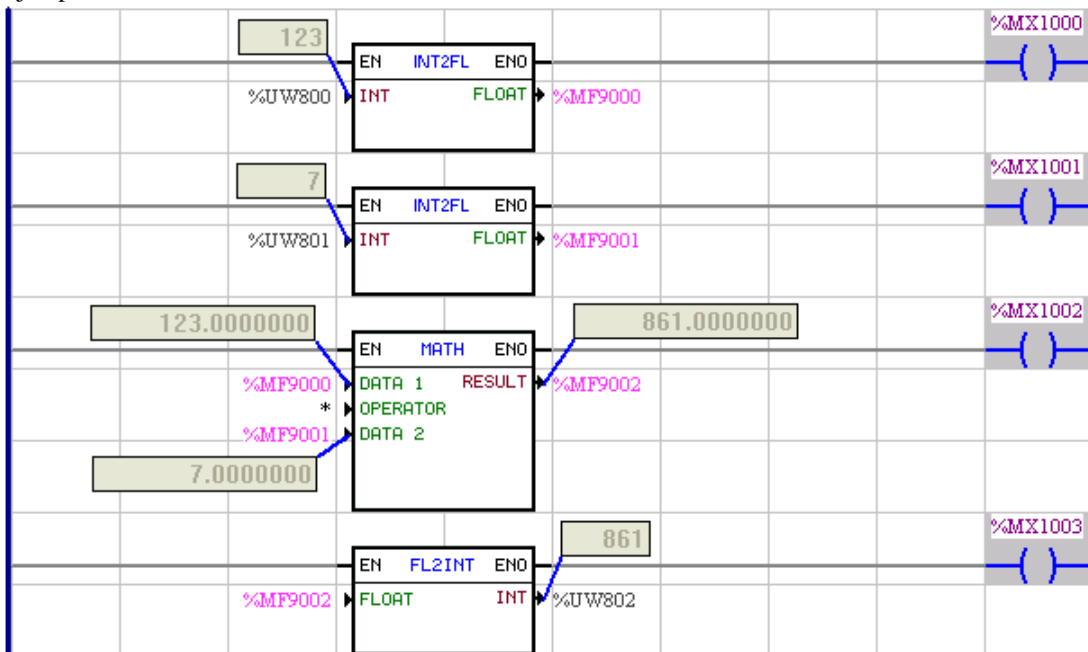 123
%MX1000
EN INT2FL ENO
%UW800 INT FLOAT %MF9000
7
%MX1001
EN INT2FL ENO
%UW801 INT FLOAT %MF9001
123.0000000
861.0000000
%MX1002
EN MATH ENO
%MF9000 DATA 1 RESULT %MF9002
* OPERATOR
%MF9001 DATA 2
7.0000000
861
%MX1003
EN FL2INT ENO
%MF9002 FLOAT INT %UW802